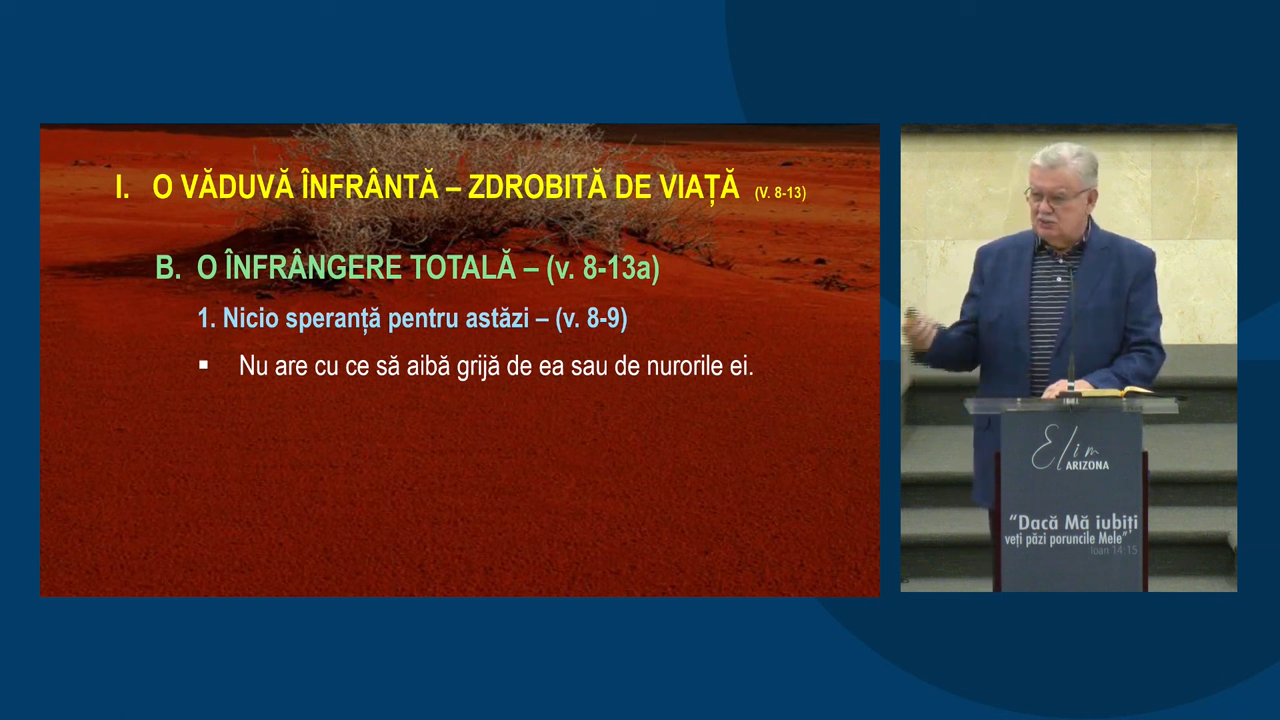 I. O VĂDUVĂ ÎNFRÂNTĂ – ZDROBITĂ DE VIAȚĂ (V. 8-13)
B. O ÎNFRÂNGERE TOTALĂ – (v. 8-13a)
1. Nicio speranță pentru astăzi – (v. 8-9)
▪ Nu are cu ce să aibă grijă de ea sau de nurorile ei.
Elim
ARIZONA
“Dacă Mă iubiți
veți păzi poruncile Mele”
Ioan 14:15